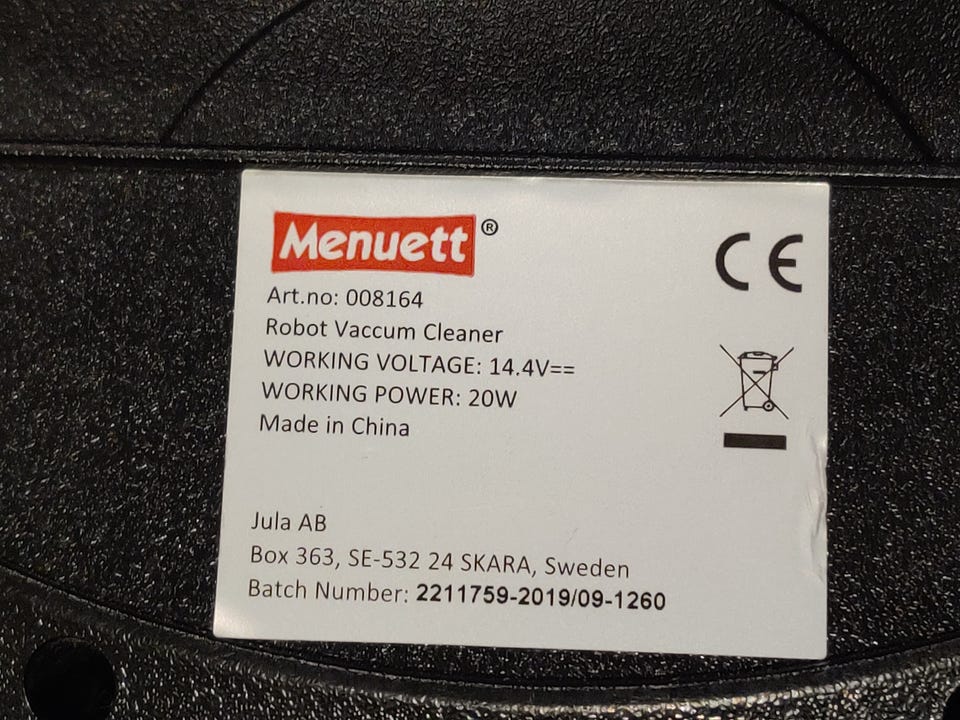 Menuett®
CE
Art.no: 008164
Robot Vaccum Cleaner
WORKING VOLTAGE: 14.4V==
WORKING POWER: 20W
Made in China
Jula AB
Box 363, SE-532 24 SKARA, Sweden
Batch Number: 2211759-2019/09-1260